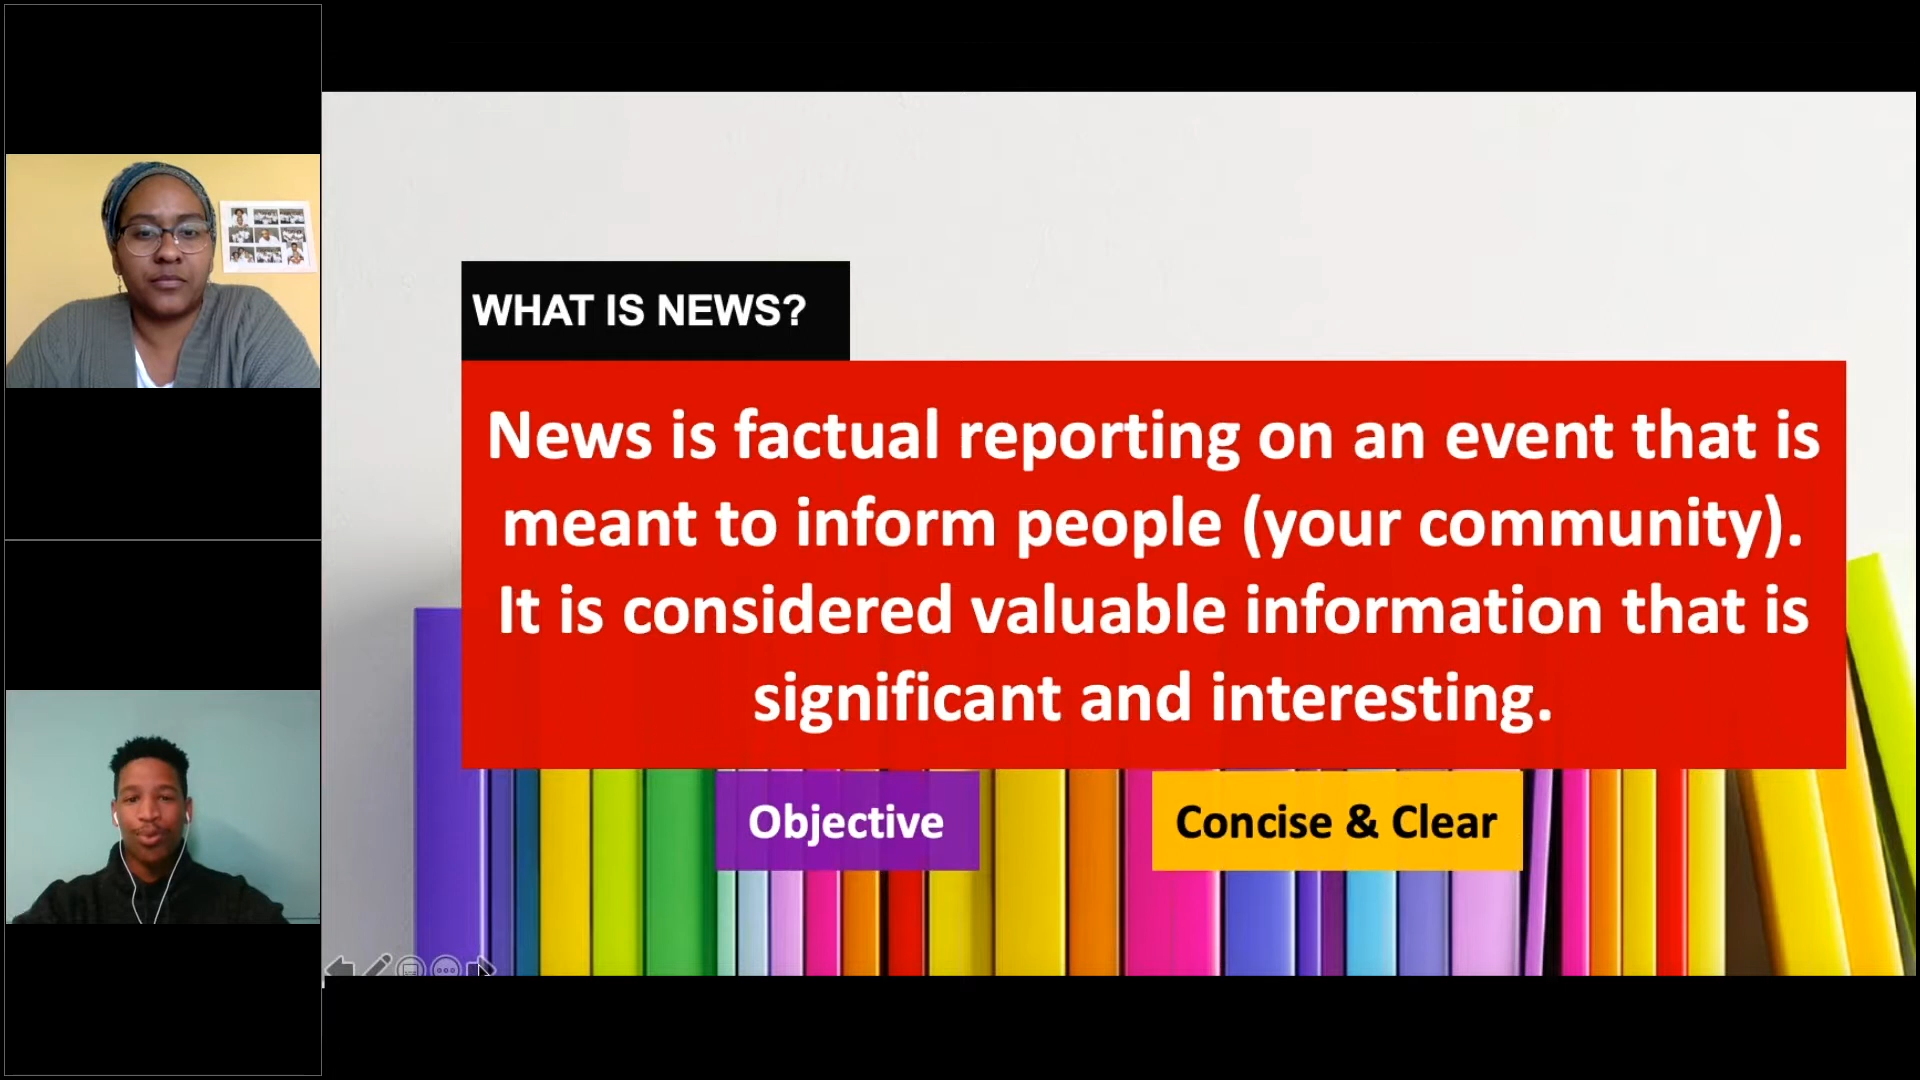 WHAT IS NEWS?
News is factual reporting on an event that is
meant to inform people (your community).
It is considered valuable information that is
significant and interesting.
Objective
Concise & Clear